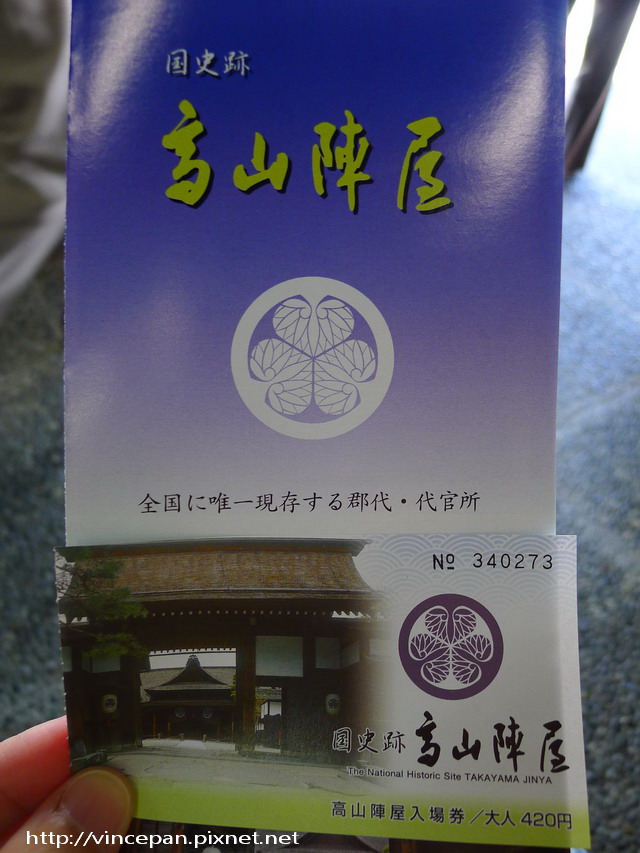 国史跡
高山陣屋
全国に唯一現存する郡代・代官所
№ 340273
国史跡 高山陣屋
The National Historic Site TAKAYAMA JINYA
高山陣屋入場券／大人 420円
http://vincepan.pixnet.net